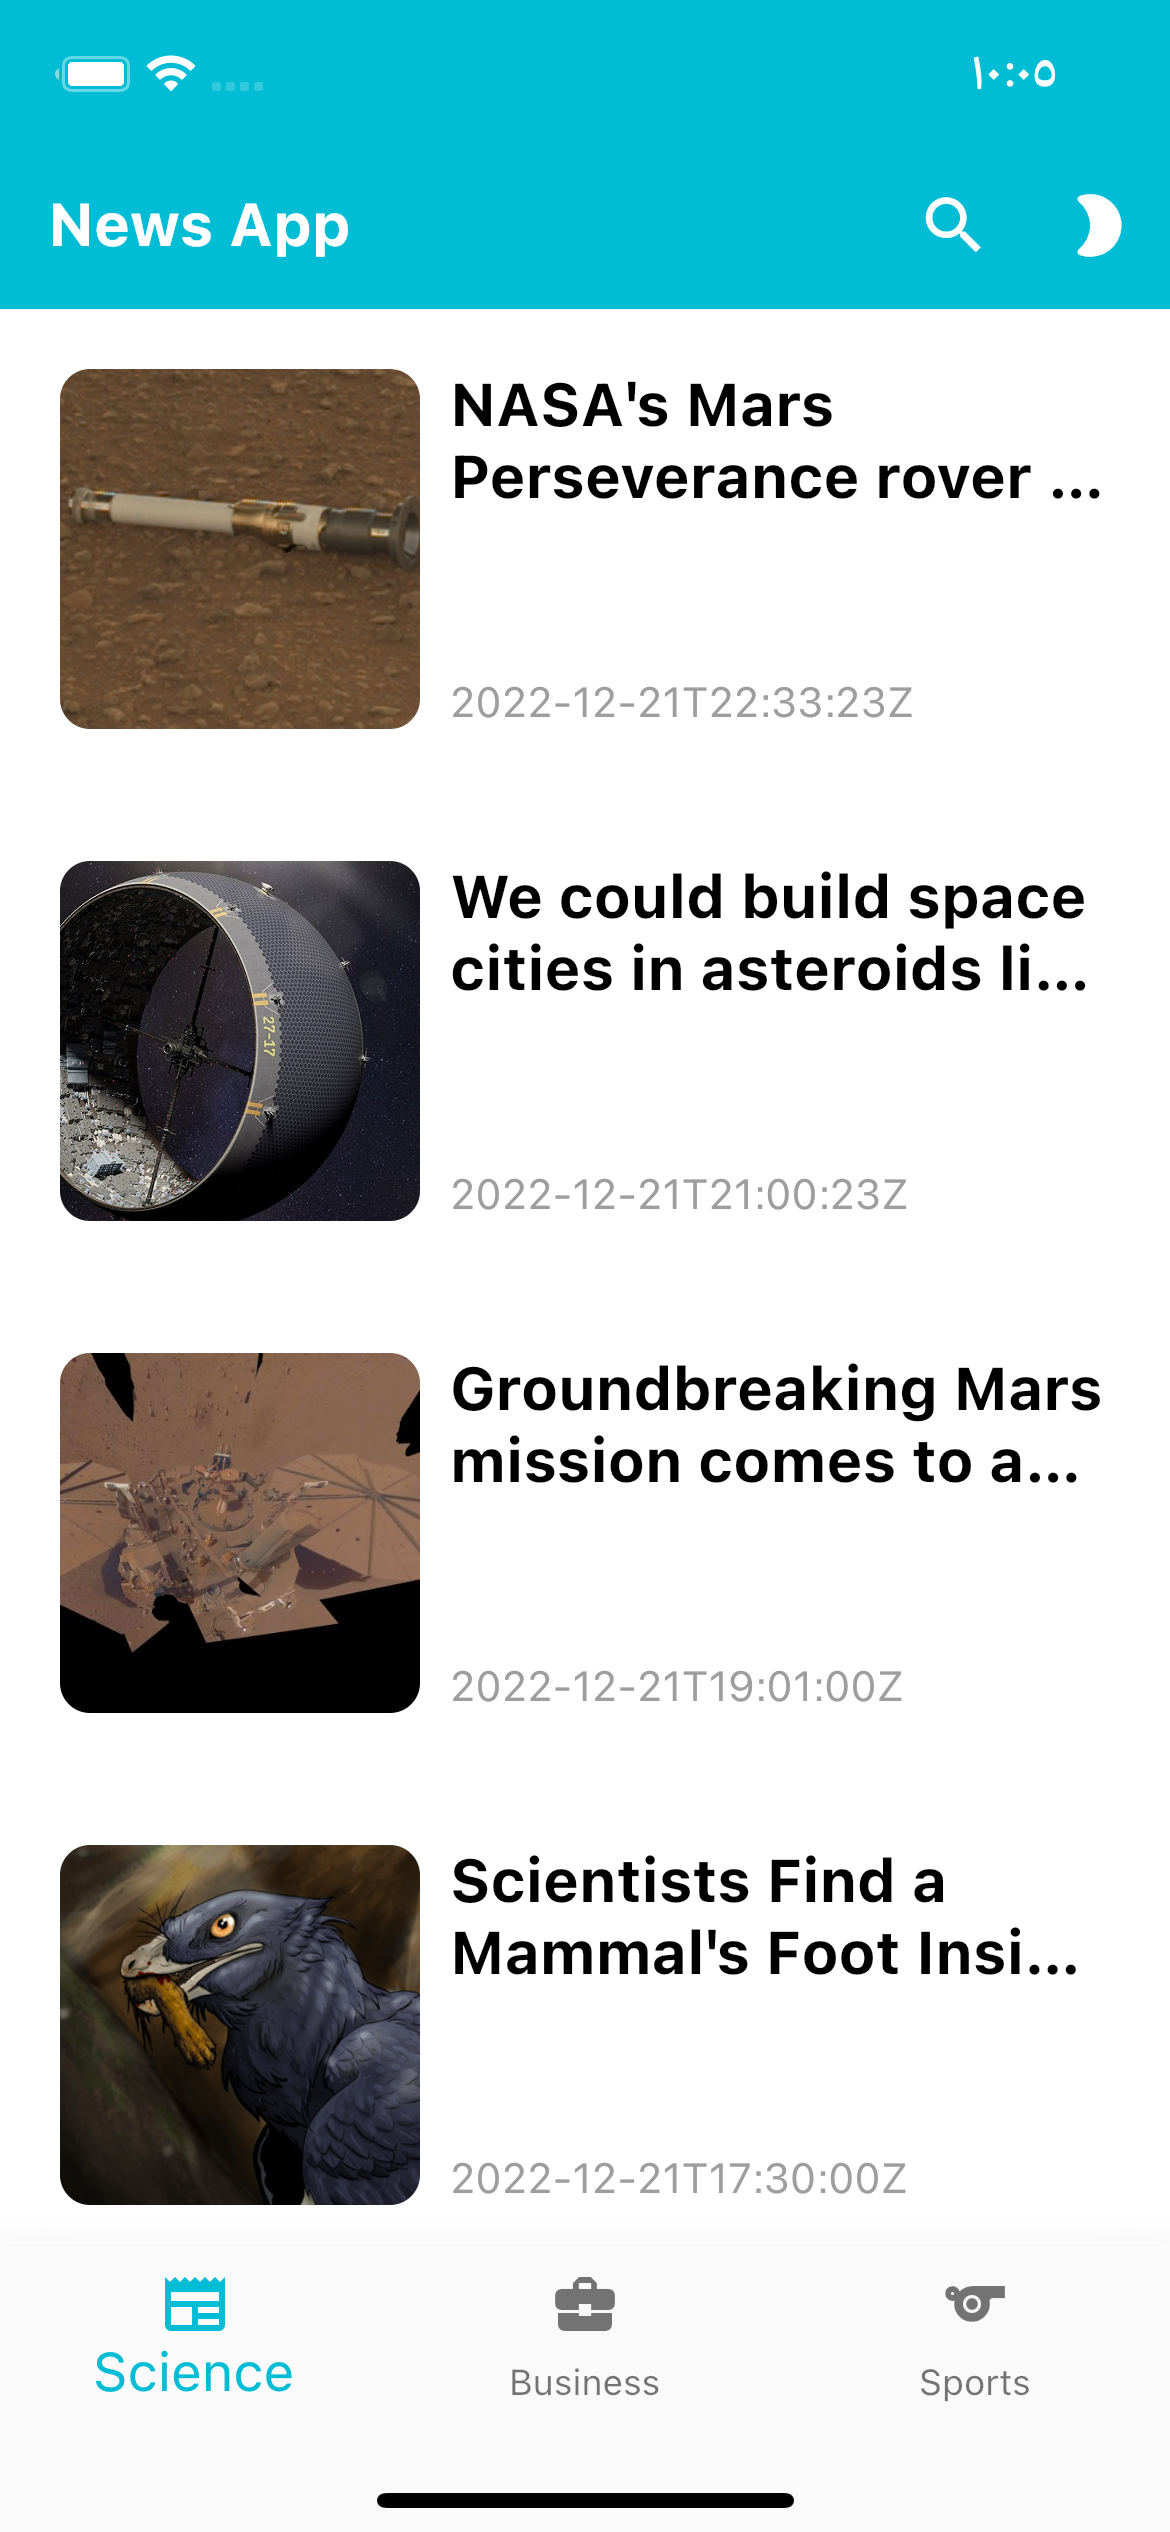 ١٠:٠٥
News App
NASA's Mars
Perseverance rover ...
2022-12-21T22:33:23Z
27-17
We could build space
cities in asteroids li...
2022-12-21T21:00:23Z
Groundbreaking Mars
mission comes to a...
2022-12-21T19:01:00Z
Scientists Find a
Mammal's Foot Insi...
2022-12-21T17:30:00Z
Science
Business
Sports